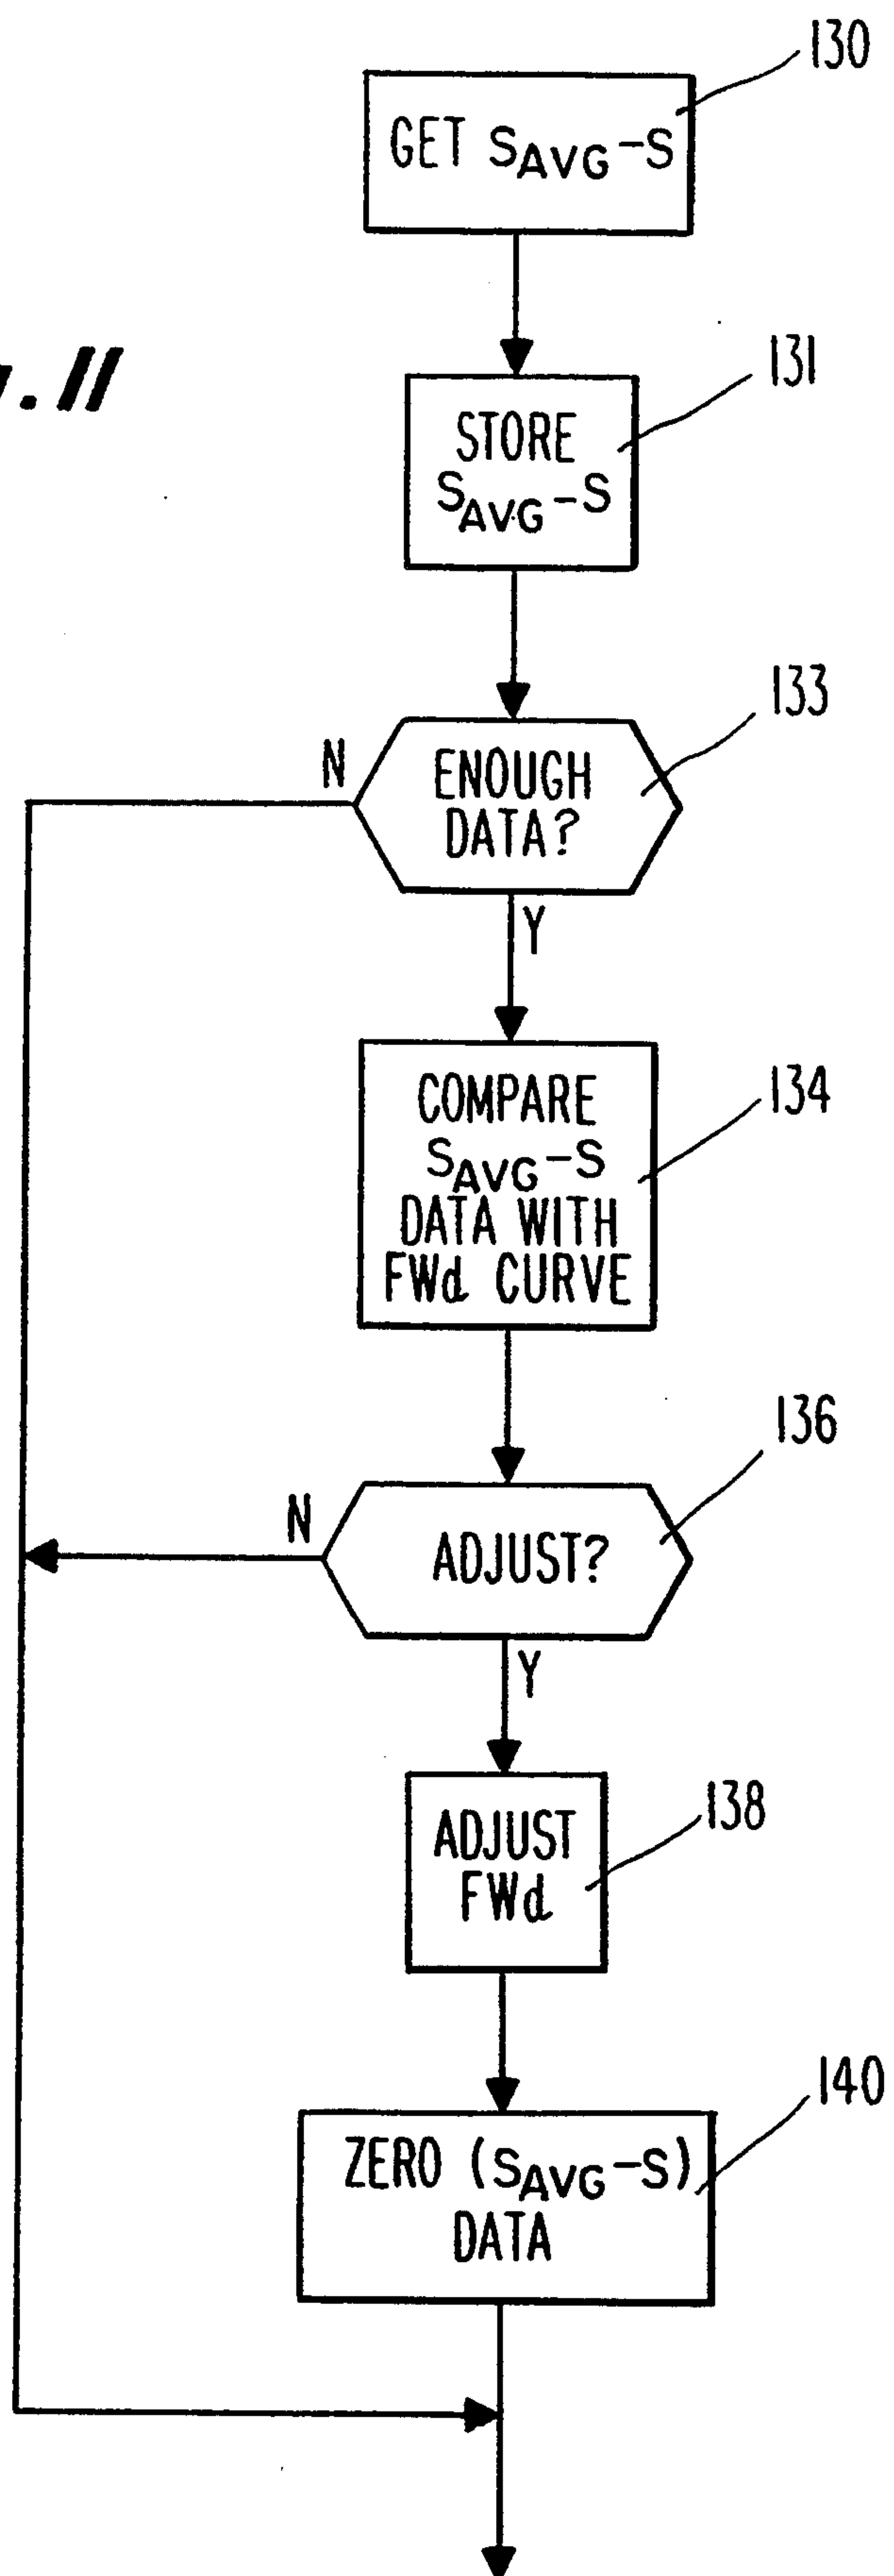 130
GET SAVG-S
. 11
131
STORE
SAVG-S
133
N
ENOUGH
DATA?
Y
134
COMPARE
SAVG-S
DATA WITH
FWd CURVE
136
N
ADJUST?
Y
138
ADJUST
FWd
140
ZERO (SAVG-S)
DATA